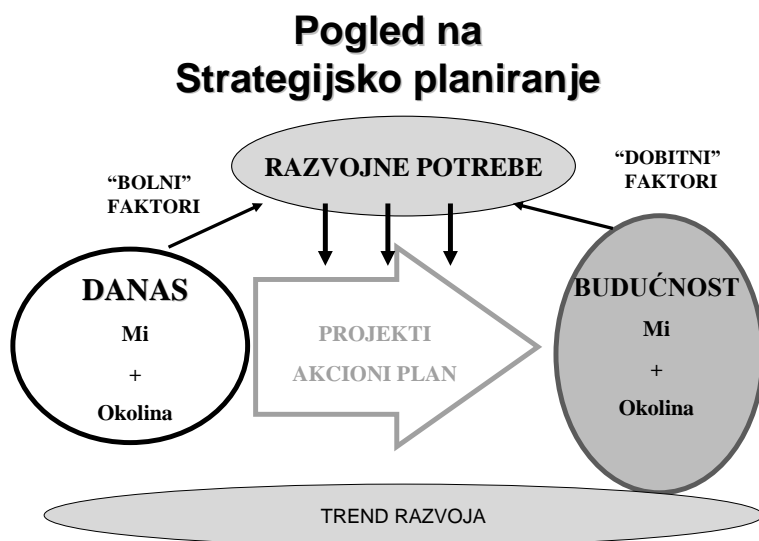 Pogled na
Strategijsko planiranje
RAZVOJNE POTREBE
“BOLNI”
FAKTORI
“DOBITNI”
FAKTORI
DANAS
Mi
+
Okolina
PROJEKTI
AKCIONI PLAN
BUDUĆNOST
Mi
+
Okolina
TREND RAZVOJA